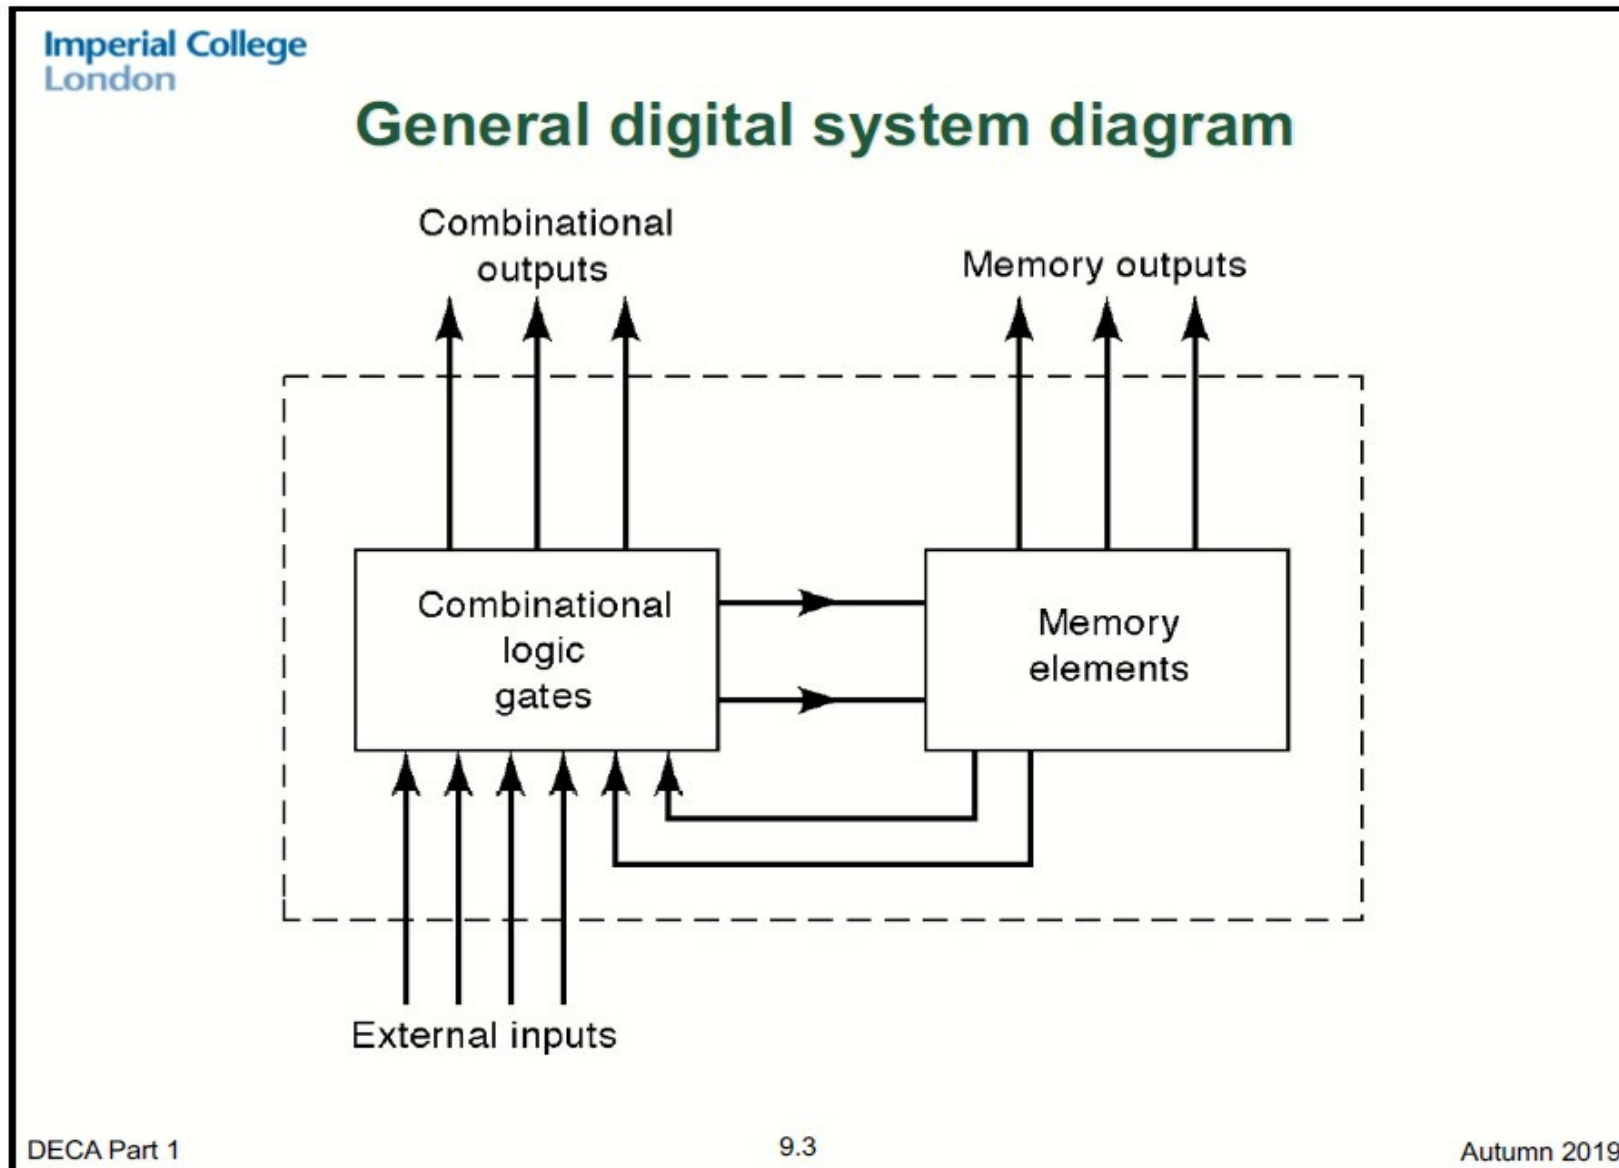 Imperial College
London
General digital system diagram
Combinational
outputs
Memory outputs
Combinational
logic
gates
Memory
elements
External inputs
DECA Part 1
9.3
Autumn 2019